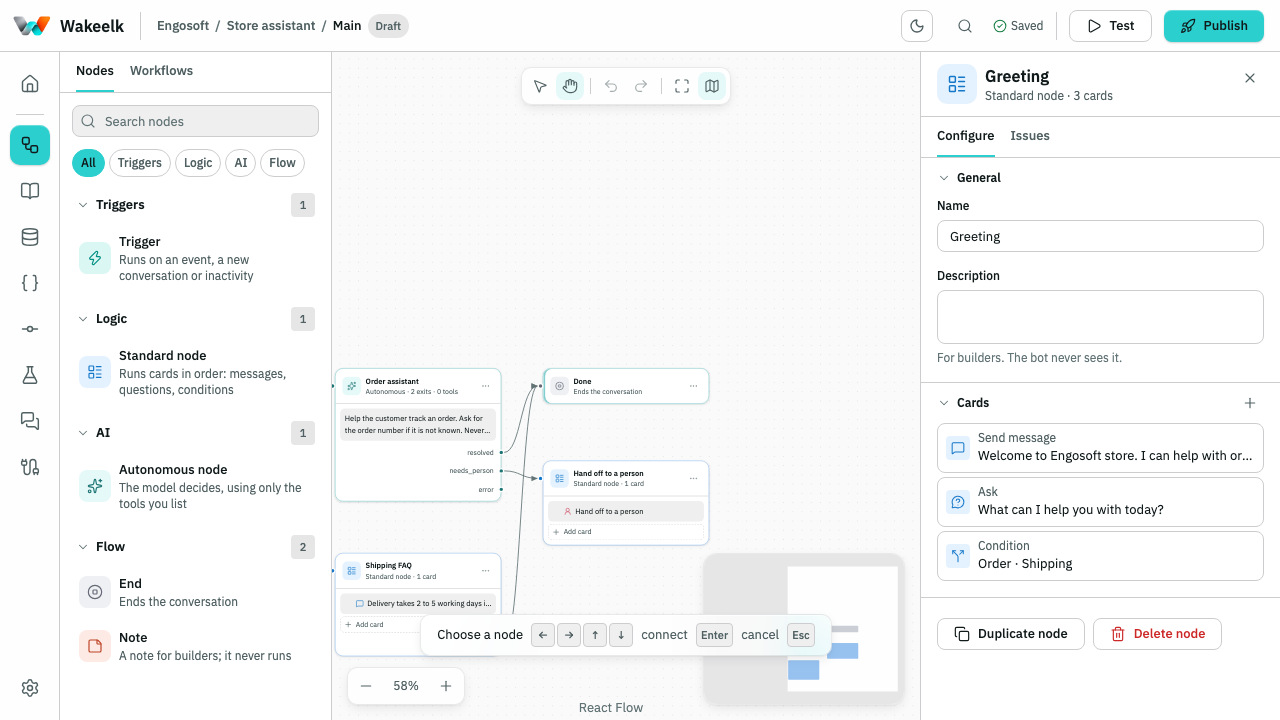 Wakeelk
Engosoft / Store assistant / Main Draft
Saved
Test
Publish
Nodes Workflows
Search nodes
All Triggers Logic AI Flow
Triggers 1
Trigger
Runs on an event, a new
conversation or inactivity
Logic 1
Standard node
Runs cards in order: messages,
questions, conditions
AI 1
Autonomous node
The model decides, using only the
tools you list
Flow 2
End
Ends the conversation
Note
A note for builders; it never runs
Order assistant
Autonomous · 2 exits · 0 tools
Help the customer track an order. Ask for
the order number if it is not known. Never...
resolved
needs_person
error
Done
Ends the conversation
Hand off to a person
Standard node · 1 card
Hand off to a person
Add card
Shipping FAQ
Standard node · 1 card
Delivery takes 2 to 5 working days i...
Add card
Choose a node ← → ↑ ↓ connect Enter cancel Esc
58%
React Flow
Greeting
Standard node · 3 cards
Configure Issues
General
Name
Greeting
Description
For builders. The bot never sees it.
Cards
Send message
Welcome to Engosoft store. I can help with or...
Ask
What can I help you with today?
Condition
Order · Shipping
Duplicate node
Delete node